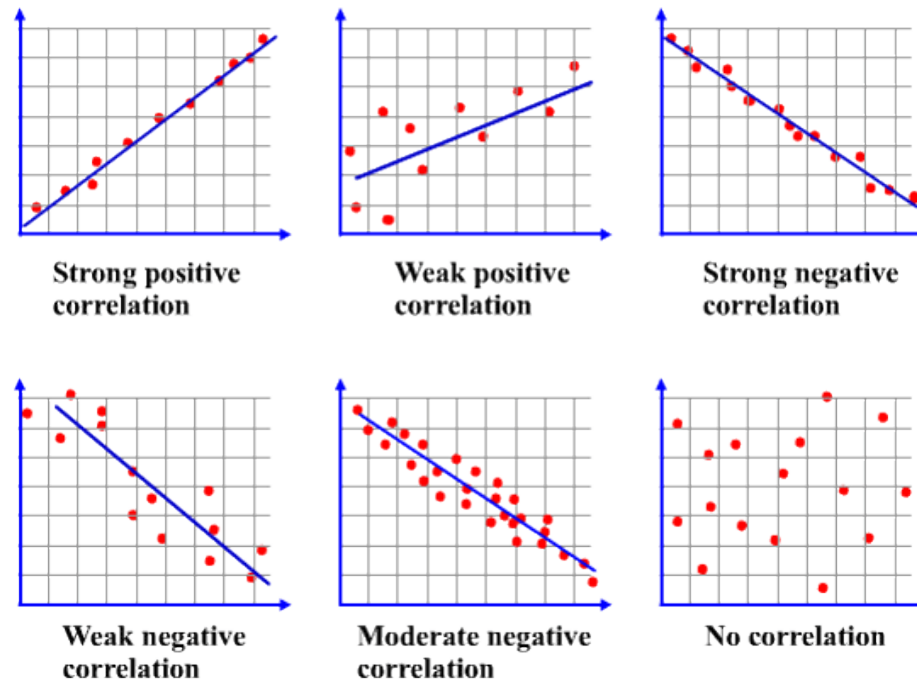 Strong positive
correlation
Weak positive
correlation
Strong negative
correlation
Weak negative
correlation
Moderate negative
correlation
No correlation